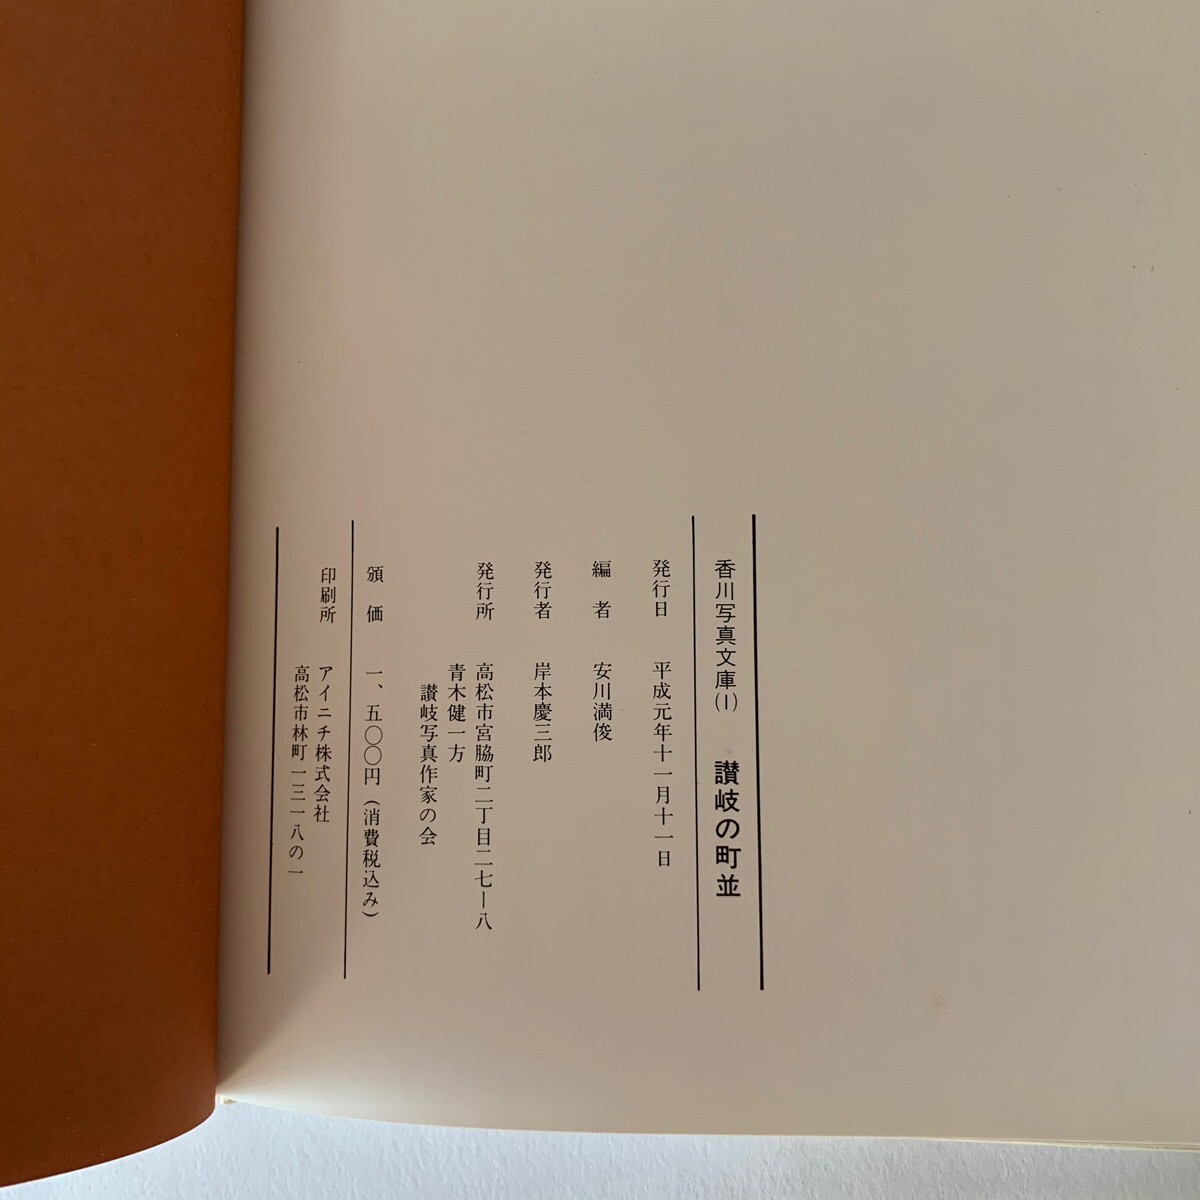 香川写真文庫(Ⅰ) 讃岐の町並
発行日 平成元年十一月十一日
編者 安川満俊
発行者 岸本慶三郎
発行所 高松市宮脇町二丁目二七―八
青木健一方
讃岐写真作家の会
頒価 一、五〇〇円(消費税込み)
印刷所 アイニチ株式会社
高松市林町一三一八の一